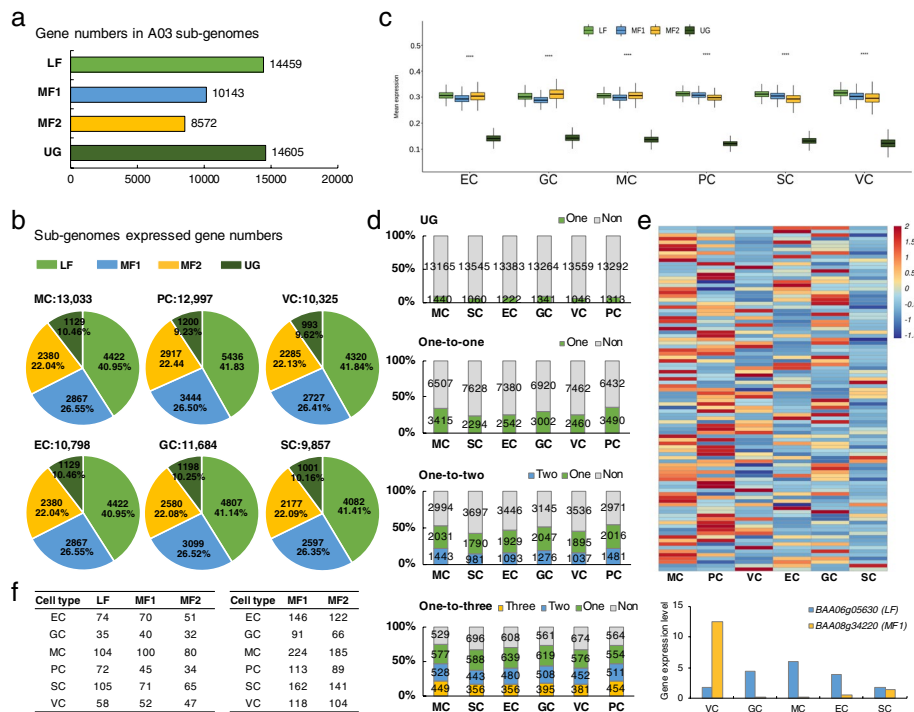 a
Gene numbers in A03 sub-genomes
LF
14459
MF1
10143
MF2
8572
UG
14605
0 5000 10000 15000 20000
b
Sub-genomes expressed gene numbers
LF MF1 MF2 UG
MC:13,033 PC:12,997 VC:10,325
1129
10.46%
2380
22.04%
4422
40.95%
2867
26.55%
1200
9.23%
2917
22.44
5436
41.83
3444
26.50%
993
9.62%
2285
22.13%
4320
41.84%
2727
26.41%
EC:10,798 GC:11,684 SC:9,857
1129
10.46%
2380
22.04%
4422
40.95%
2867
26.55%
1198
10.25%
2580
22.08%
4807
41.14%
3099
26.52%
1001
10.16%
2177
22.09%
4082
41.41%
2597
26.35%
c
LF MF1 MF2 UG
Mean expression
0.5
0.4
0.3
0.2
0.1
**** **** **** **** **** ****
EC GC MC PC SC VC
d
UG
One Non
100%
50%
0%
13165 13545 13383 13264 13559 13292
1440 1060 1222 1341 1046 1313
MC SC EC GC VC PC
One-to-one
One Non
100%
50%
0%
6507 7628 7380 6920 7462 6432
3415 2294 2542 3002 2460 3490
MC SC EC GC VC PC
One-to-two
Two One Non
100%
50%
0%
2994 3697 3446 3145 3536 2971
2031 1790 1929 2047 1895 2016
1443 981 1093 1276 1037 1481
MC SC EC GC VC PC
One-to-three
Three Two One Non
100%
50%
0%
529 696 608 561 674 564
577 588 639 619 576 554
528 443 480 508 452 511
449 356 356 395 381 454
MC SC EC GC VC PC
e
2
1.5
1
0.5
0
-0.
-1
-1.
MC PC VC EC GC SC
Gene expression level
15
10
5
0
BAA06g05630 (LF)
BAA08g34220 (MF1)
VC GC MC EC SC
f
Cell type LF MF1 MF2
EC 74 70 51
GC 35 40 32
MC 104 100 80
PC 72 45 34
SC 105 71 65
VC 58 52 47
Cell type MF1 MF2
EC 146 122
GC 91 66
MC 224 185
PC 113 89
SC 162 141
VC 118 104